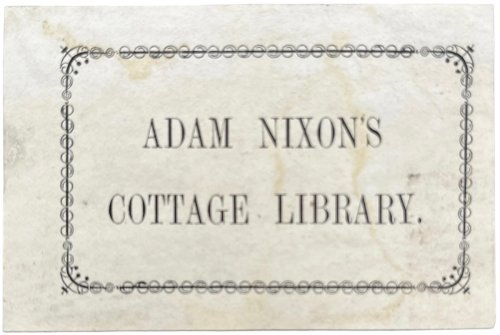 ADAM NIXON'S
COTTAGE LIBRARY.